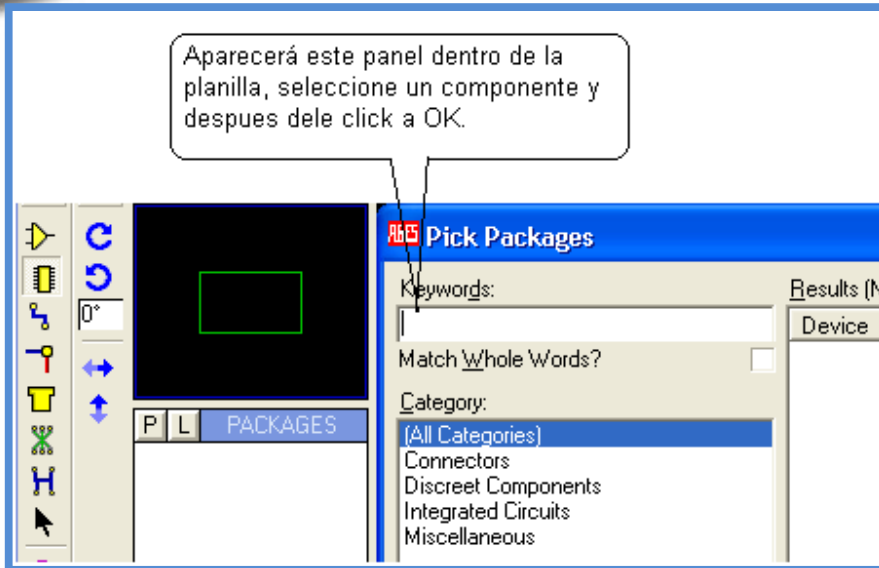 Aparecerá este panel dentro de la
planilla, seleccione un componente y
despues dele click a OK.
ARES Pick Packages
Keywords:
Results (N
0°
Device
Match Whole Words?
Category:
P L PACKAGES
(All Categories)
Connectors
Discreet Components
Integrated Circuits
Miscellaneous